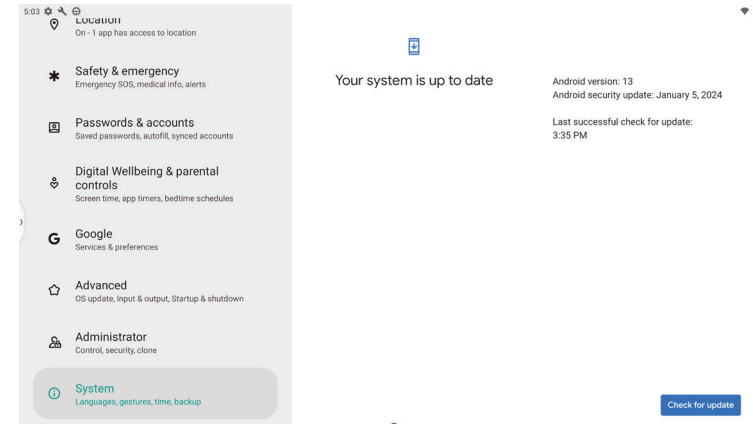 5:03
Location
On - 1 app has access to location
Safety & emergency
Emergency SOS, medical info, alerts
Passwords & accounts
Saved passwords, autofill, synced accounts
Digital Wellbeing & parental
controls
Screen time, app timers, bedtime schedules
Google
Services & preferences
Advanced
OS update, Input & output, Startup & shutdown
Administrator
Control, security, clone
System
Languages, gestures, time, backup
Your system is up to date
Android version: 13
Android security update: January 5, 2024
Last successful check for update:
3:35 PM
Check for update